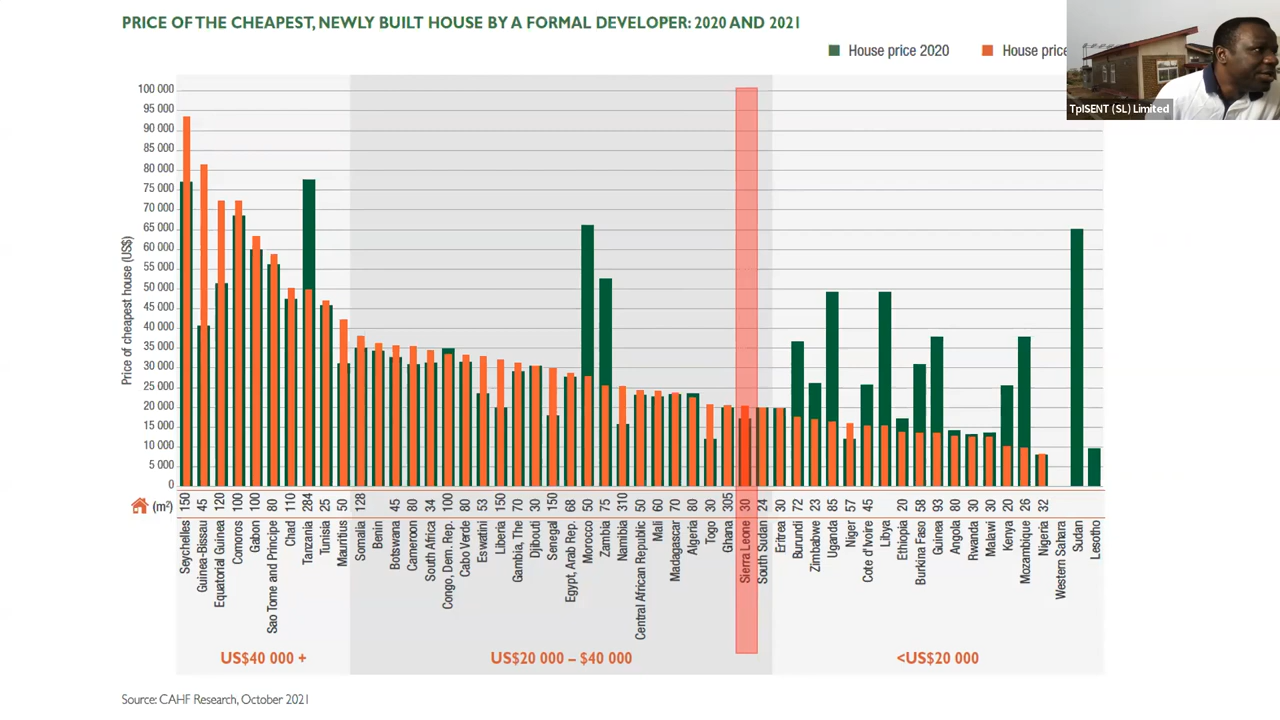 PRICE OF THE CHEAPEST, NEWLY BUILT HOUSE BY A FORMAL DEVELOPER: 2020 AND 2021
House price 2020
House price
TpISENT (SL) Limited
Price of cheapest house (US$)
100 000
95 000
90 000
85 000
80 000
75 000
70 000
65 000
60 000
55 000
50 000
45 000
40 000
35 000
30 000
25 000
20 000
15 000
10 000
5 000
0
(m²) 150 45 120 100 100 80 110 284 25 50 128 45 80 34 100 80 53 150 70 30 150 68 50 75 310 50 60 70 80 30 305 30 24 30 72 23 85 57 45 20 58 93 80 30 30 20 26 32
Seychelles
Guinea-Bissau
Equatorial Guinea
Comoros
Gabon
Sao Tome and Principe
Chad
Tanzania
Tunisia
Mauritius
Somalia
Benin
Botswana
Cameroon
South Africa
Congo, Dem. Rep.
Cabo Verde
Eswatini
Liberia
Gambia, The
Djibouti
Senegal
Egypt, Arab Rep.
Morocco
Zambia
Namibia
Central African Republic
Mali
Madagascar
Algeria
Togo
Ghana
Sierra Leone
South Sudan
Eritrea
Burundi
Zimbabwe
Uganda
Niger
Cote d'Ivoire
Libya
Ethiopia
Burkina Faso
Guinea
Angola
Rwanda
Malawi
Kenya
Mozambique
Nigeria
Western Sahara
Sudan
Lesotho
US$40 000 +
US$20 000 – $40 000
<US$20 000
Source: CAHF Research, October 2021